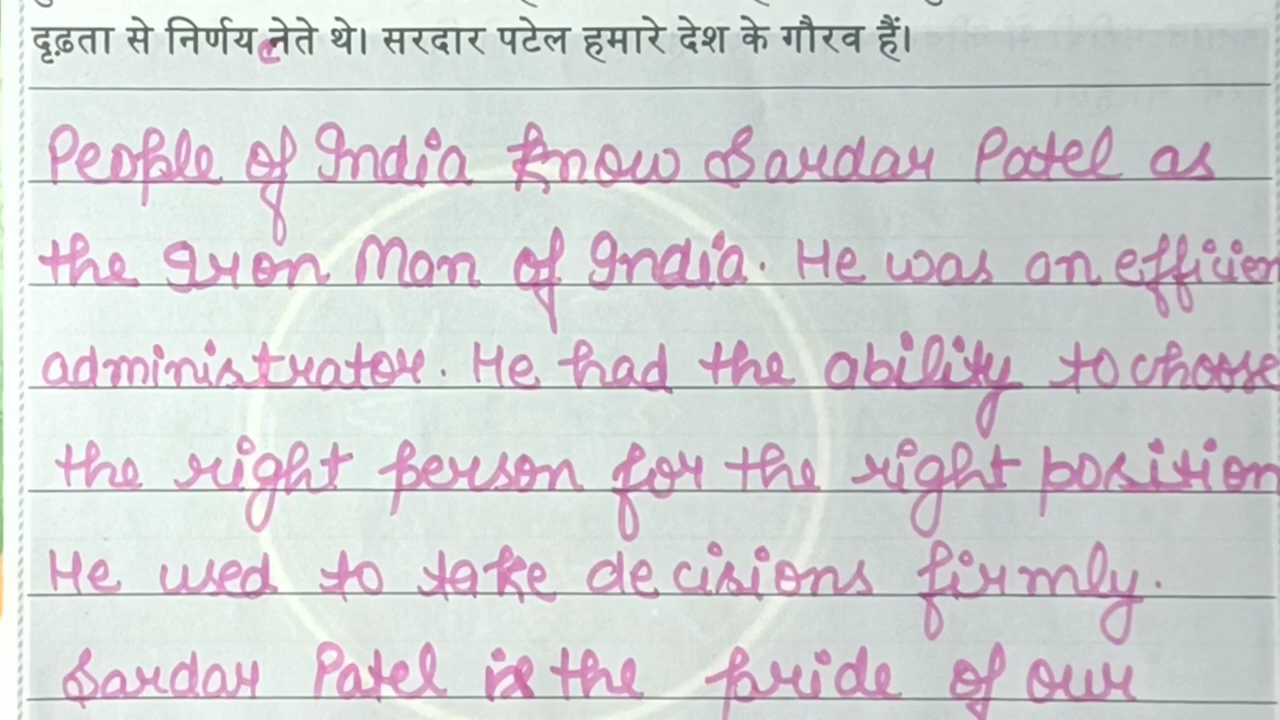 दृढ़ता से निर्णय लेते थे। सरदार पटेल हमारे देश के गौरव हैं।
People of India know Sardar Patel as
the Iron Man of India. He was an efficien
administrator. He had the ability to choose
the right person for the right position
He used to take decisions firmly.
Sardar Patel is the pride of our